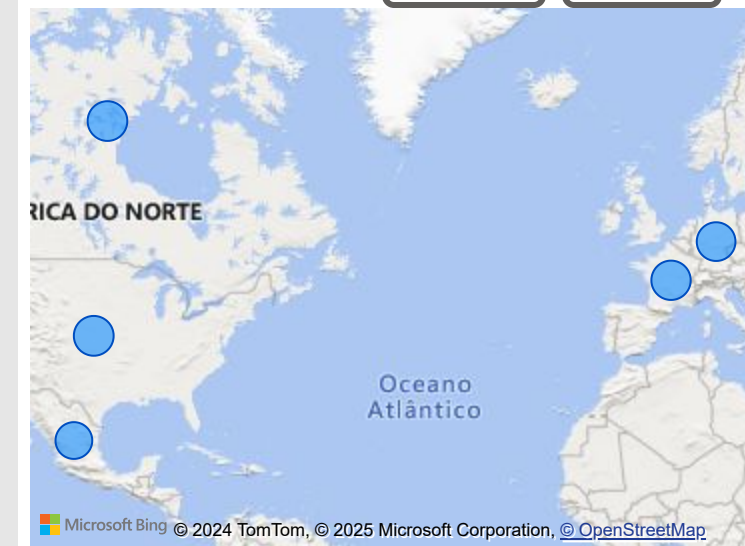 RICA DO NORTE
Oceano
Atlântico
Microsoft Bing © 2024 TomTom, © 2025 Microsoft Corporation, © OpenStreetMap